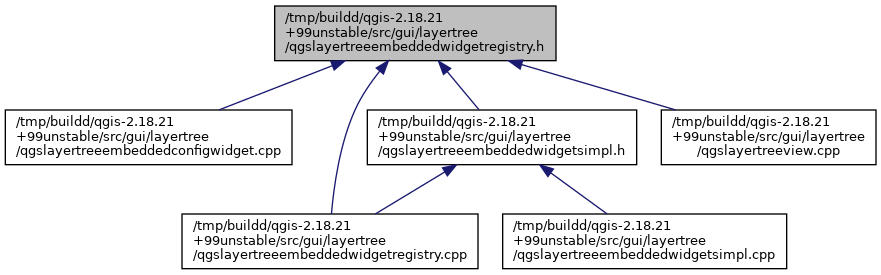 /tmp/buildd/qgis-2.18.21
+99unstable/src/gui/layertree
/qgslayertreeembeddedwidgetregistry.h
/tmp/buildd/qgis-2.18.21
+99unstable/src/gui/layertree
/qgslayertreeembeddedconfigwidget.cpp
/tmp/buildd/qgis-2.18.21
+99unstable/src/gui/layertree
/qgslayertreeembeddedwidgetsimpl.h
/tmp/buildd/qgis-2.18.21
+99unstable/src/gui/layertree
/qgslayertreeview.cpp
/tmp/buildd/qgis-2.18.21
+99unstable/src/gui/layertree
/qgslayertreeembeddedwidgetregistry.cpp
/tmp/buildd/qgis-2.18.21
+99unstable/src/gui/layertree
/qgslayertreeembeddedwidgetsimpl.cpp